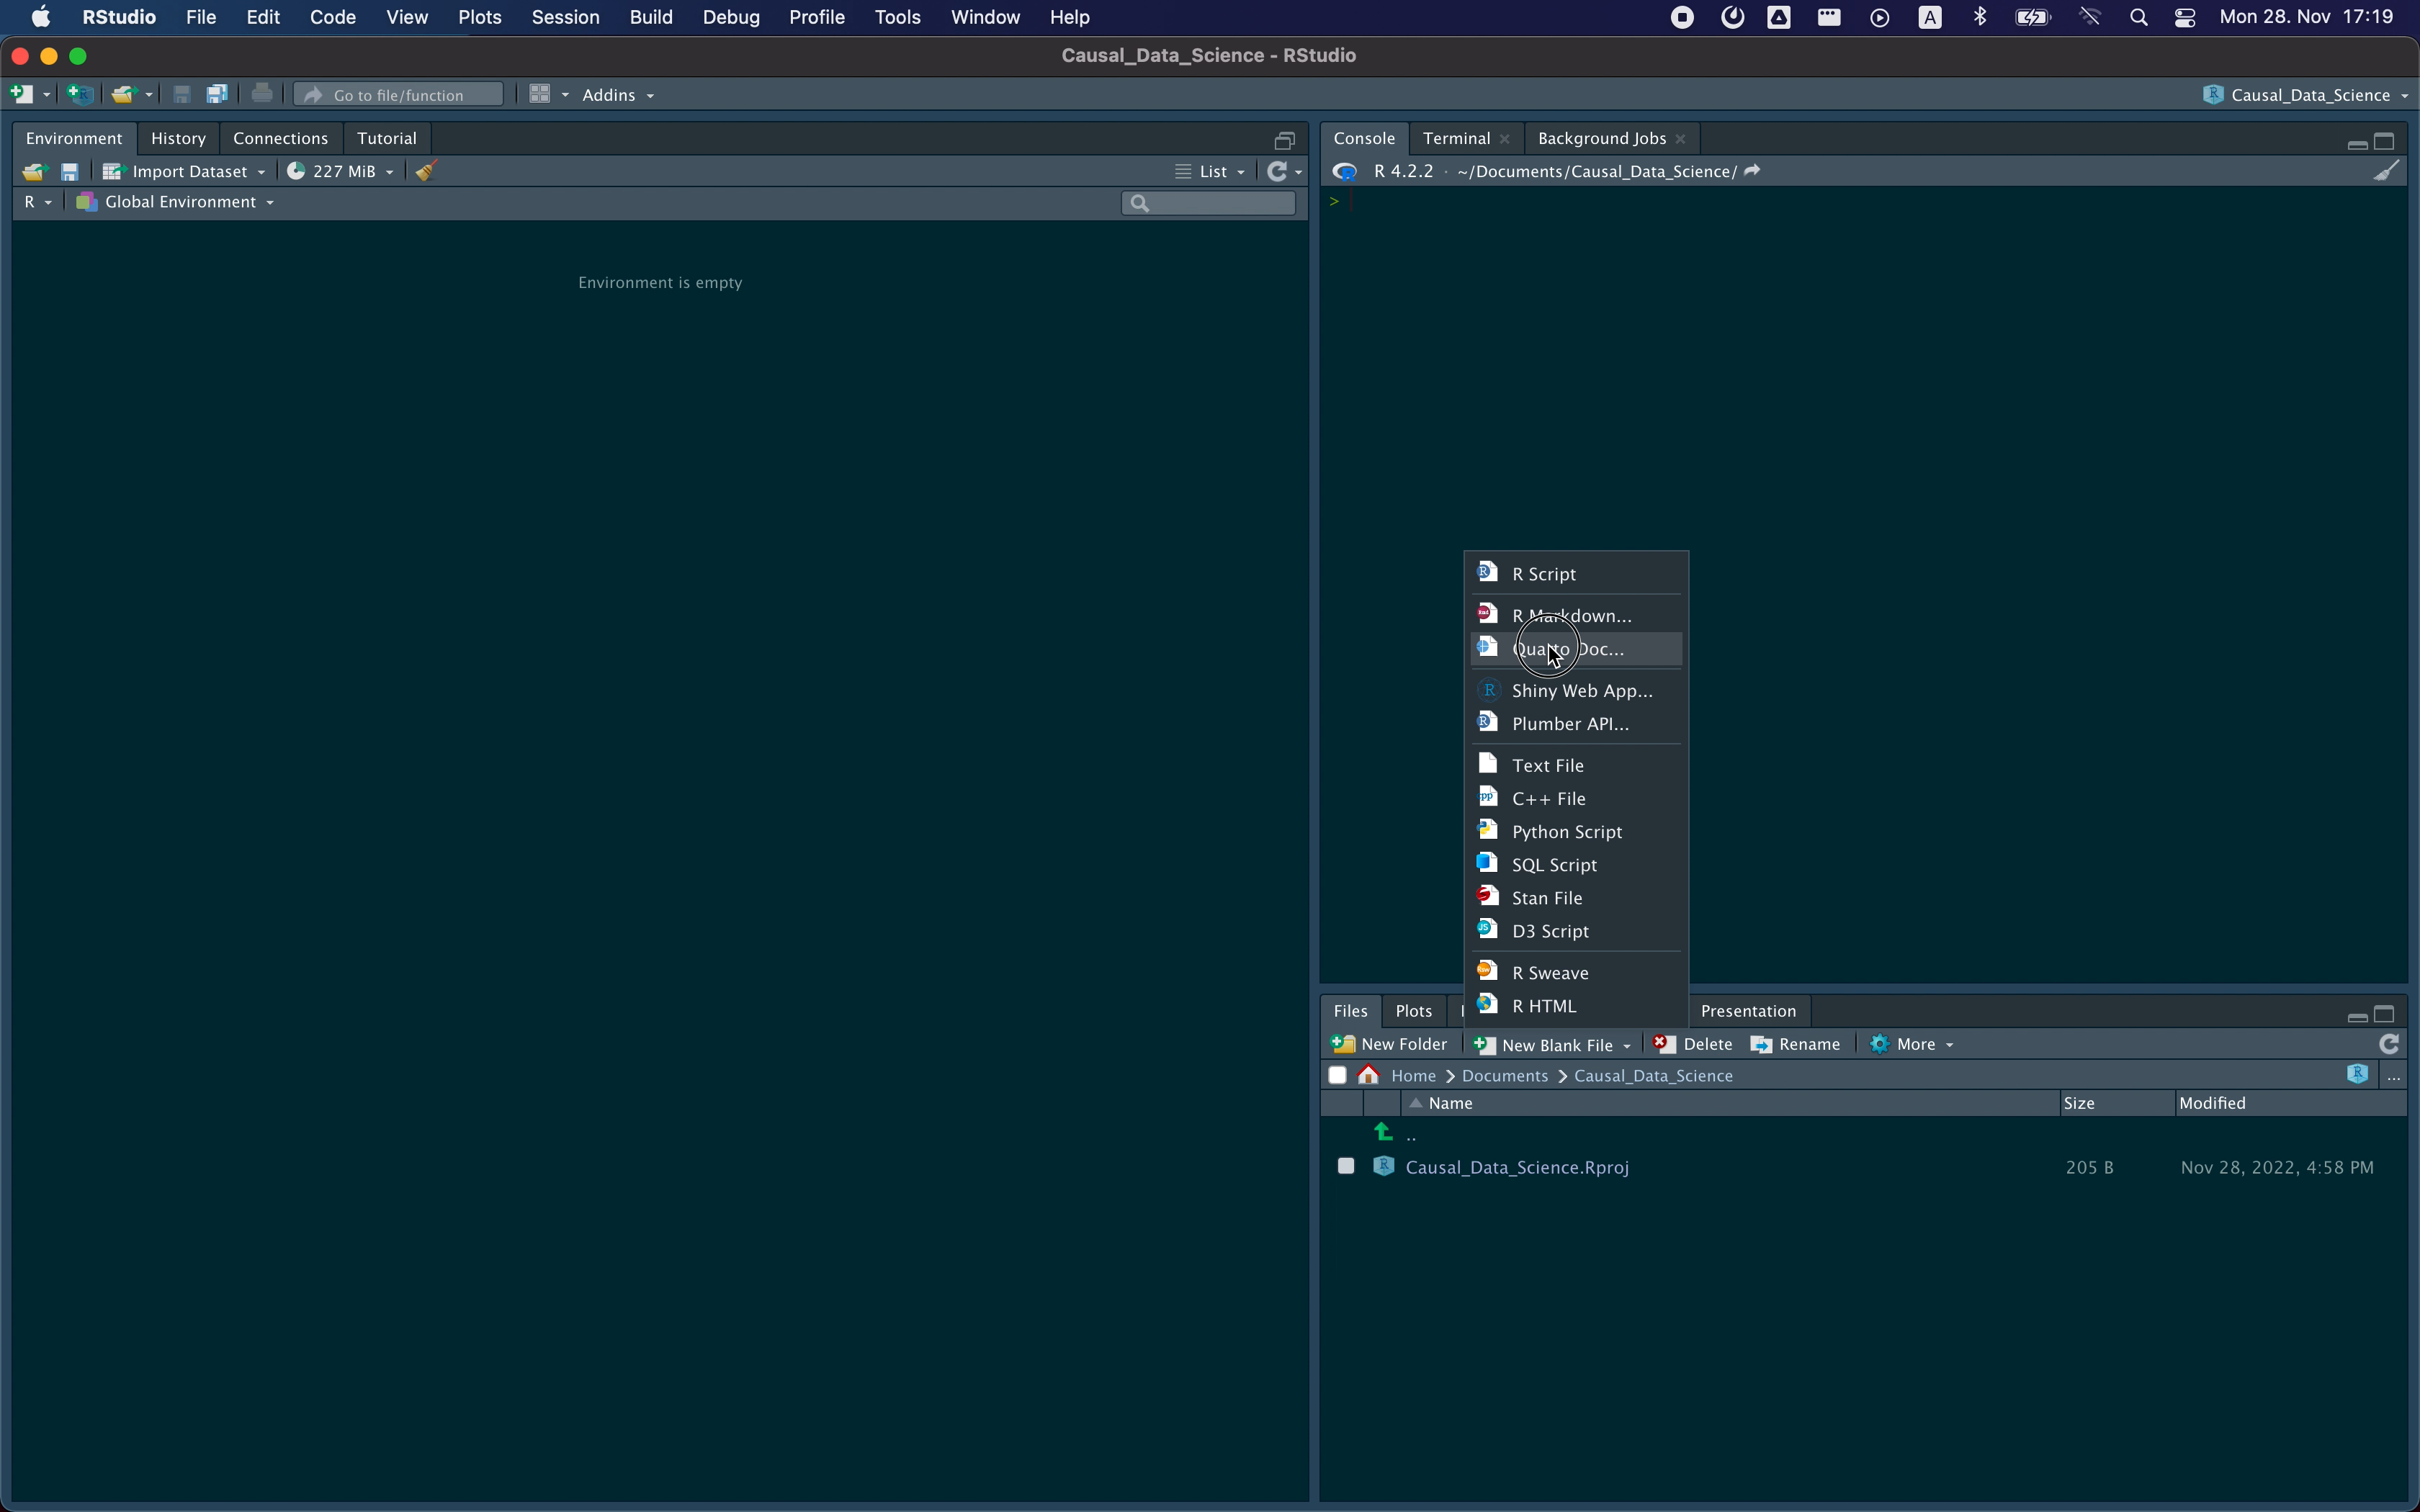 RStudio File Edit Code View Plots Session Build Debug Profile Tools Window Help A Mon 28. Nov 17:19
Causal_Data_Science - RStudio
Go to file/function Addins Causal_Data_Science
Environment History Connections Tutorial
Import Dataset 227 MiB List
R Global Environment
Environment is empty
Console Terminal Background Jobs
R 4.2.2 · ~/Documents/Causal_Data_Science/
>
R Script
R Markdown...
Quarto Doc...
Shiny Web App...
Plumber API...
Text File
C++ File
Python Script
SQL Script
Stan File
D3 Script
R Sweave
R HTML
Files Plots Presentation
New Folder New Blank File Delete Rename More
Home Documents Causal_Data_Science ...
Name Size Modified
..
Causal_Data_Science.Rproj 205 B Nov 28, 2022, 4:58 PM